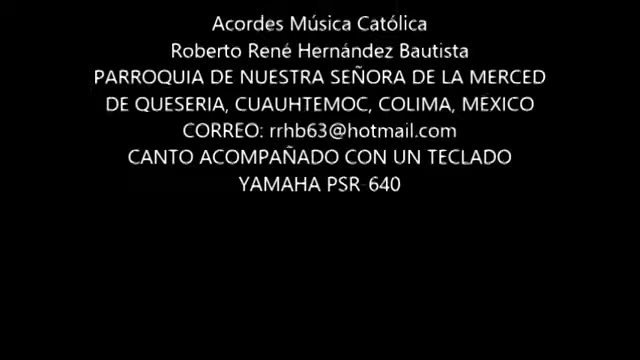 Acordes Música Católica
Roberto René Hernández Bautista
PARROQUIA DE NUESTRA SEÑORA DE LA MERCED
DE QUESERIA, CUAUHTEMOC, COLIMA, MÉXICO
CORREO: rrhb63@hotmail.com
CANTO ACOMPAÑADO CON UN TECLADO
YAMAHA PSR-640